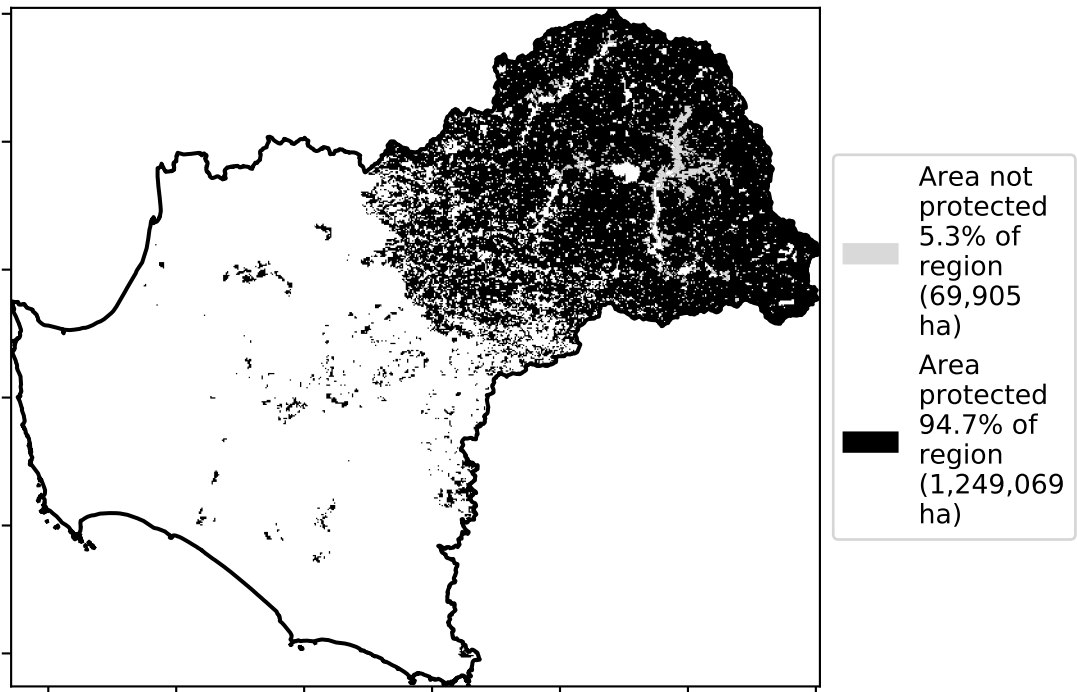 Area not
protected
5.3% of
region
(69,905
ha)
Area
protected
94.7% of
region
(1,249,069
ha)